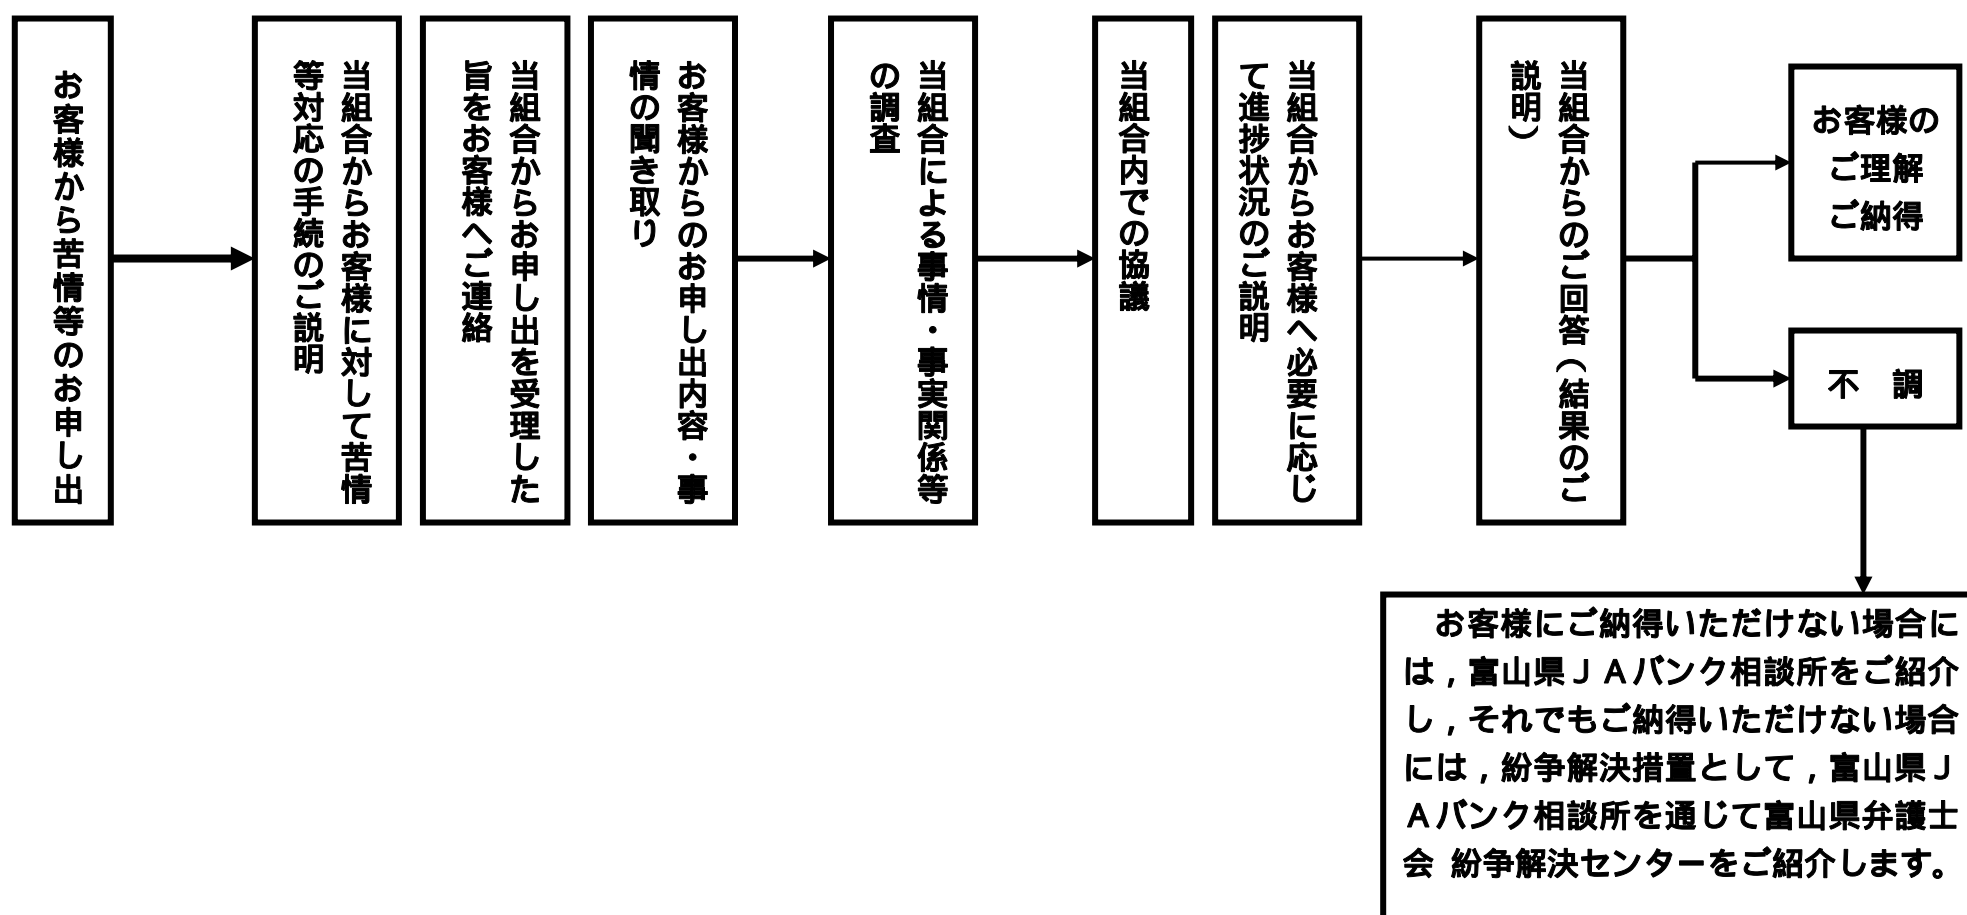 お客様から苦情等のお申し出
当組合からお客様に対して苦情
等対応の手続のご説明
当組合からお申し出を受理した
旨をお客様へご連絡
お客様からのお申し出内容・事
情の聞き取り
当組合による事情・事実関係等
の調査
当組合内での協議
当組合からお客様へ必要に応じ
て進捗状況のご説明
当組合からのご回答（結果のご
説明）
お客様の
ご理解
ご納得
不　調
お客様にご納得いただけない場合に
は，富山県ＪＡバンク相談所をご紹介
し，それでもご納得いただけない場合
には，紛争解決措置として，富山県Ｊ
Ａバンク相談所を通じて富山県弁護士
会 紛争解決センターをご紹介します。